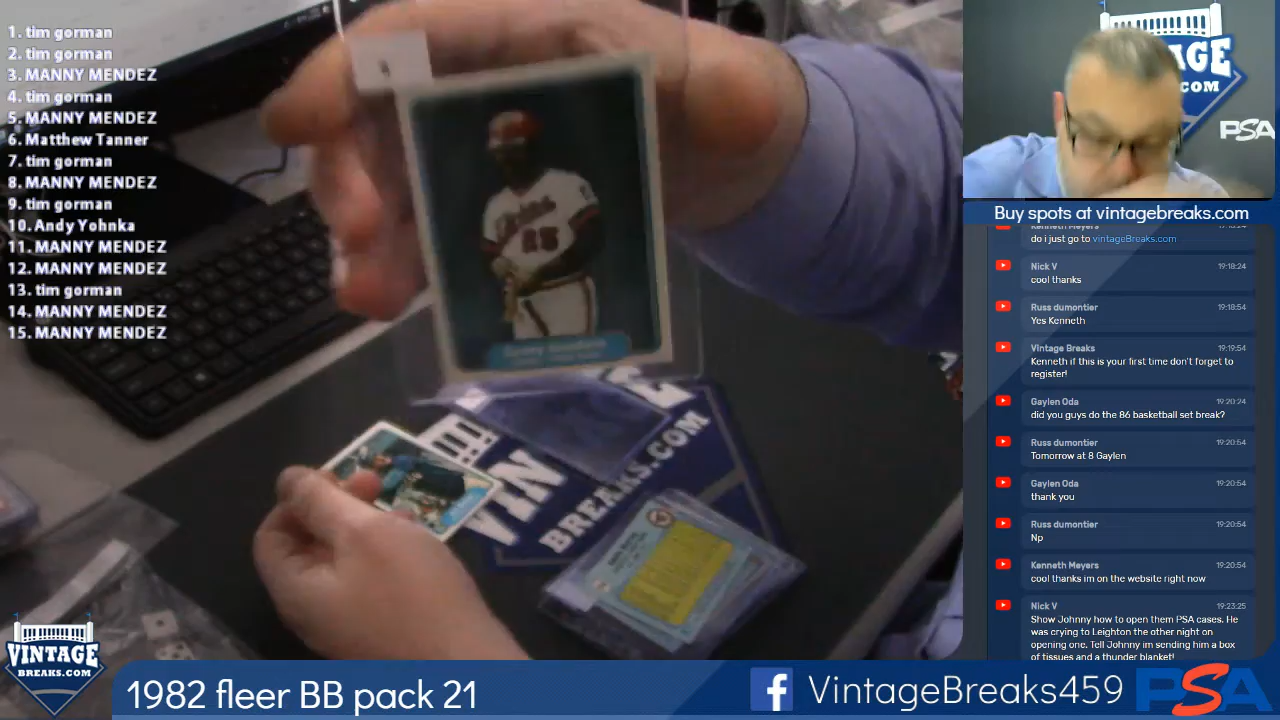 1. tim gorman
2. tim gorman
3. MANNY MENDEZ
4. tim gorman
5. MANNY MENDEZ
6. Matthew Tanner
7. tim gorman
8. MANNY MENDEZ
9. tim gorman
10. Andy Yohnka
11. MANNY MENDEZ
12. MANNY MENDEZ
13. tim gorman
14. MANNY MENDEZ
15. MANNY MENDEZ
25
VIN
BREAKS.COM
VINTAGE
BREAKS.COM
1982 fleer BB pack 21
f VintageBreaks459
PSA
AGE
.COM
PSA
Buy spots at vintagebreaks.com
Kenneth Meyers 19:18:24
do i just go to vintageBreaks.com
Nick V 19:18:24
cool thanks
Russ dumontier 19:18:54
Yes Kenneth
Vintage Breaks 19:19:54
Kenneth if this is your first time don't forget to
register!
Gaylen Oda 19:20:24
did you guys do the 86 basketball set break?
Russ dumontier 19:20:54
Tomorrow at 8 Gaylen
Gaylen Oda 19:20:54
thank you
Russ dumontier 19:20:54
Np
Kenneth Meyers 19:20:54
cool thanks im on the website right now
Nick V 19:23:25
Show Johnny how to open them PSA cases. He
was crying to Leighton the other night on
opening one. Tell Johnny im sending him a box
of tissues and a thunder blanket!